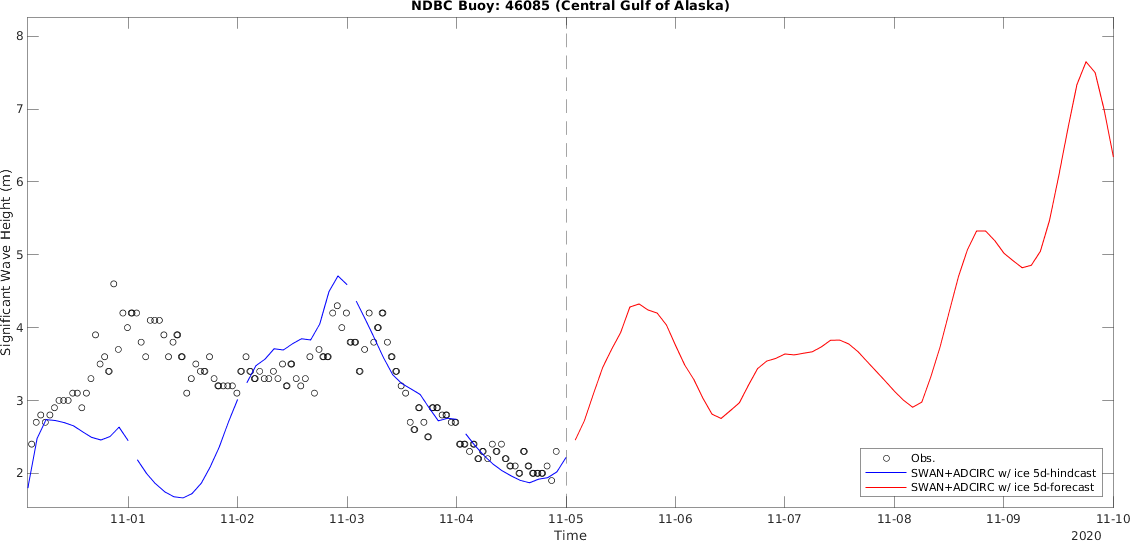 NDBC Buoy: 46085 (Central Gulf of Alaska)
Significant Wave Height (m)
8
7
6
5
4
3
2
Obs.
SWAN+ADCIRC w/ ice 5d-hindcast
SWAN+ADCIRC w/ ice 5d-forecast
11-01 11-02 11-03 11-04 11-05 11-06 11-07 11-08 11-09 11-10
Time
2020